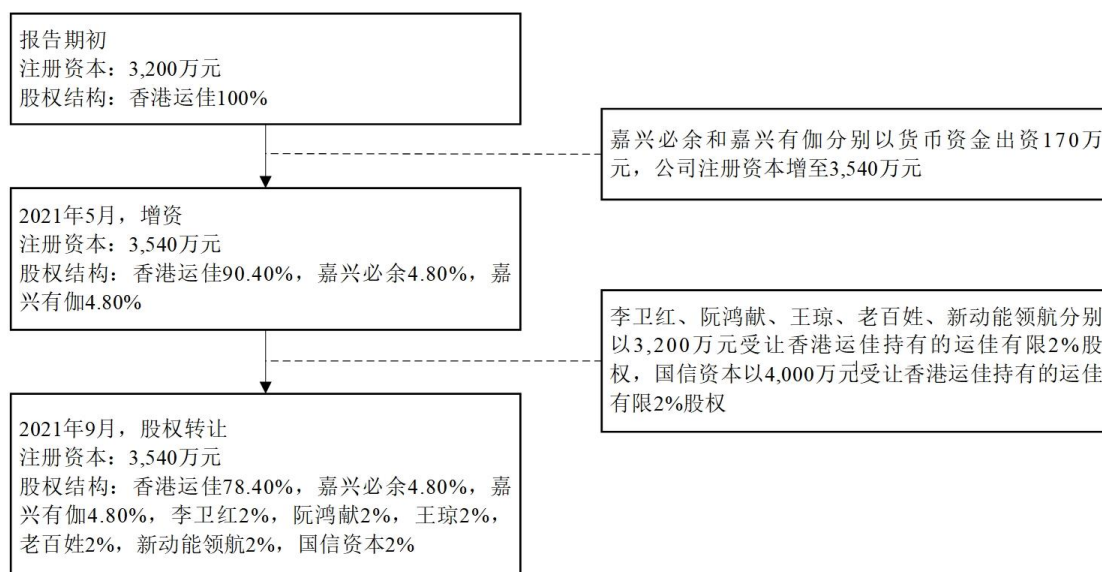 报告期初
注册资本：3,200万元
股权结构：香港运佳100%
嘉兴必余和嘉兴有伽分别以货币资金出资170万
元，公司注册资本增至3,540万元
2021年5月，增资
注册资本：3,540万元
股权结构：香港运佳90.40%，嘉兴必余4.80%，嘉
兴有伽4.80%
李卫红、阮鸿献、王琼、老百姓、新动能领航分别
以3,200万元受让香港运佳持有的运佳有限2%股
权，国信资本以4,000万元受让香港运佳持有的运佳
有限2%股权
2021年9月，股权转让
注册资本：3,540万元
股权结构：香港运佳78.40%，嘉兴必余4.80%，嘉
兴有伽4.80%，李卫红2%，阮鸿献2%，王琼2%，
老百姓2%，新动能领航2%，国信资本2%